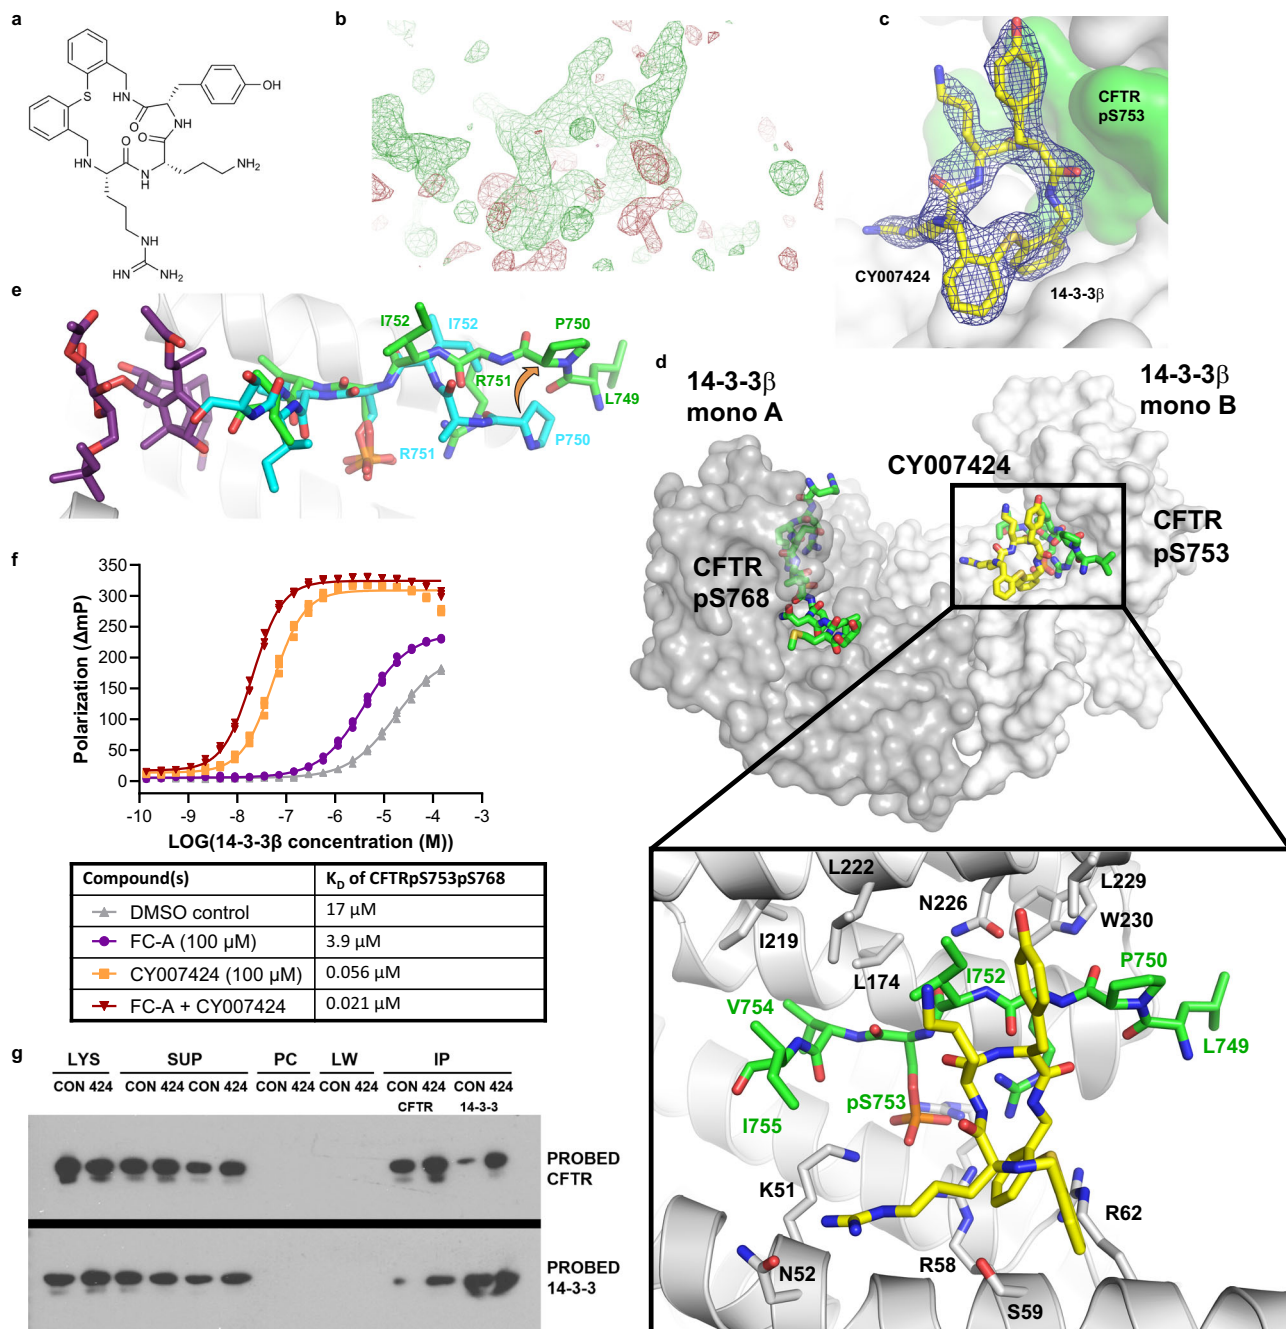 a
OH
S
NH
O
NH
O
HN
O
NH
NH₂
NH
HN
NH₂
b
c
CFTR
pS753
CY007424
14-3-3β
e
I752
I752
P750
R751
L749
R751
P750
d
14-3-3β
mono A
14-3-3β
mono B
CY007424
CFTR
pS768
CFTR
pS753
f
Polarization (ΔmP)
350
300
250
200
150
100
50
0
-10 -9 -8 -7 -6 -5 -4 -3
LOG(14-3-3β concentration (M))
Compound(s) K_D of CFTRpS753pS768
DMSO control 17 µM
FC-A (100 µM) 3.9 µM
CY007424 (100 µM) 0.056 µM
FC-A + CY007424 0.021 µM
L222
L229
N226
W230
I219
P750
L174
I752
V754
L749
pS753
I755
K51
R62
N52
R58
S59
g
LYS SUP PC LW IP
CON 424 CON 424 CON 424 CON 424 CON 424 CON 424 CON 424
CFTR 14-3-3
PROBED
CFTR
PROBED
14-3-3